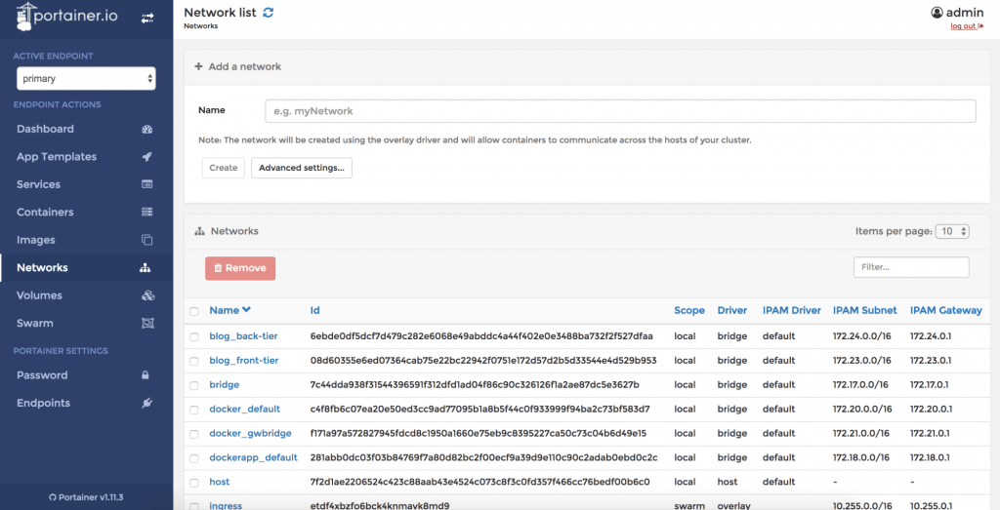 portainer.io
ACTIVE ENDPOINT
primary
ENDPOINT ACTIONS
Dashboard
App Templates
Services
Containers
Images
Networks
Volumes
Swarm
PORTAINER SETTINGS
Password
Endpoints
Portainer v1.11.3
Network list
Networks
admin
log out
Add a network
Name
e.g. myNetwork
Note: The network will be created using the overlay driver and will allow containers to communicate across the hosts of your cluster.
Create Advanced settings...
Networks
Items per page: 10
Remove
Filter...
Name Id Scope Driver IPAM Driver IPAM Subnet IPAM Gateway
blog_back-tier 6ebde0df5dcf7d479c282e6068e49abddc4a44f402e0e3488ba732f2f527dfaa local bridge default 172.24.0.0/16 172.24.0.1
blog_front-tier 08d60355e6ed07364cab75e22bc22942f0751e172d57d2b5d33544e4d529b953 local bridge default 172.23.0.0/16 172.23.0.1
bridge 7c44dda938f31544396591f312dfd1ad04f86c90c326126f1a2ae87dc5e3627b local bridge default 172.17.0.0/16 172.17.0.1
docker_default c4f8fb6c07ea20e50ed3cc9ad77095b1a8b5f44c0f933999f94ba2c73bf583d7 local bridge default 172.20.0.0/16 172.20.0.1
docker_gwbridge f171a97a572827945fdcd8c1950a1660e75eb9c8395227ca50c73c04b6d49e15 local bridge default 172.21.0.0/16 172.21.0.1
dockerapp_default 281abb0dc03f03b84769f7a80d82bc2f00ecf9a39d9e110c90c2adab0ebd0c2c local bridge default 172.18.0.0/16 172.18.0.1
host 7f2d1ae2206524c423c88aab43e4524c073c8f3c0fd357f466cc76bedf00b6c0 local host default - -
ingress etdf4xbzfo6bck4knmavk8md9 swarm overlay 10.255.0.0/16 10.255.0.1